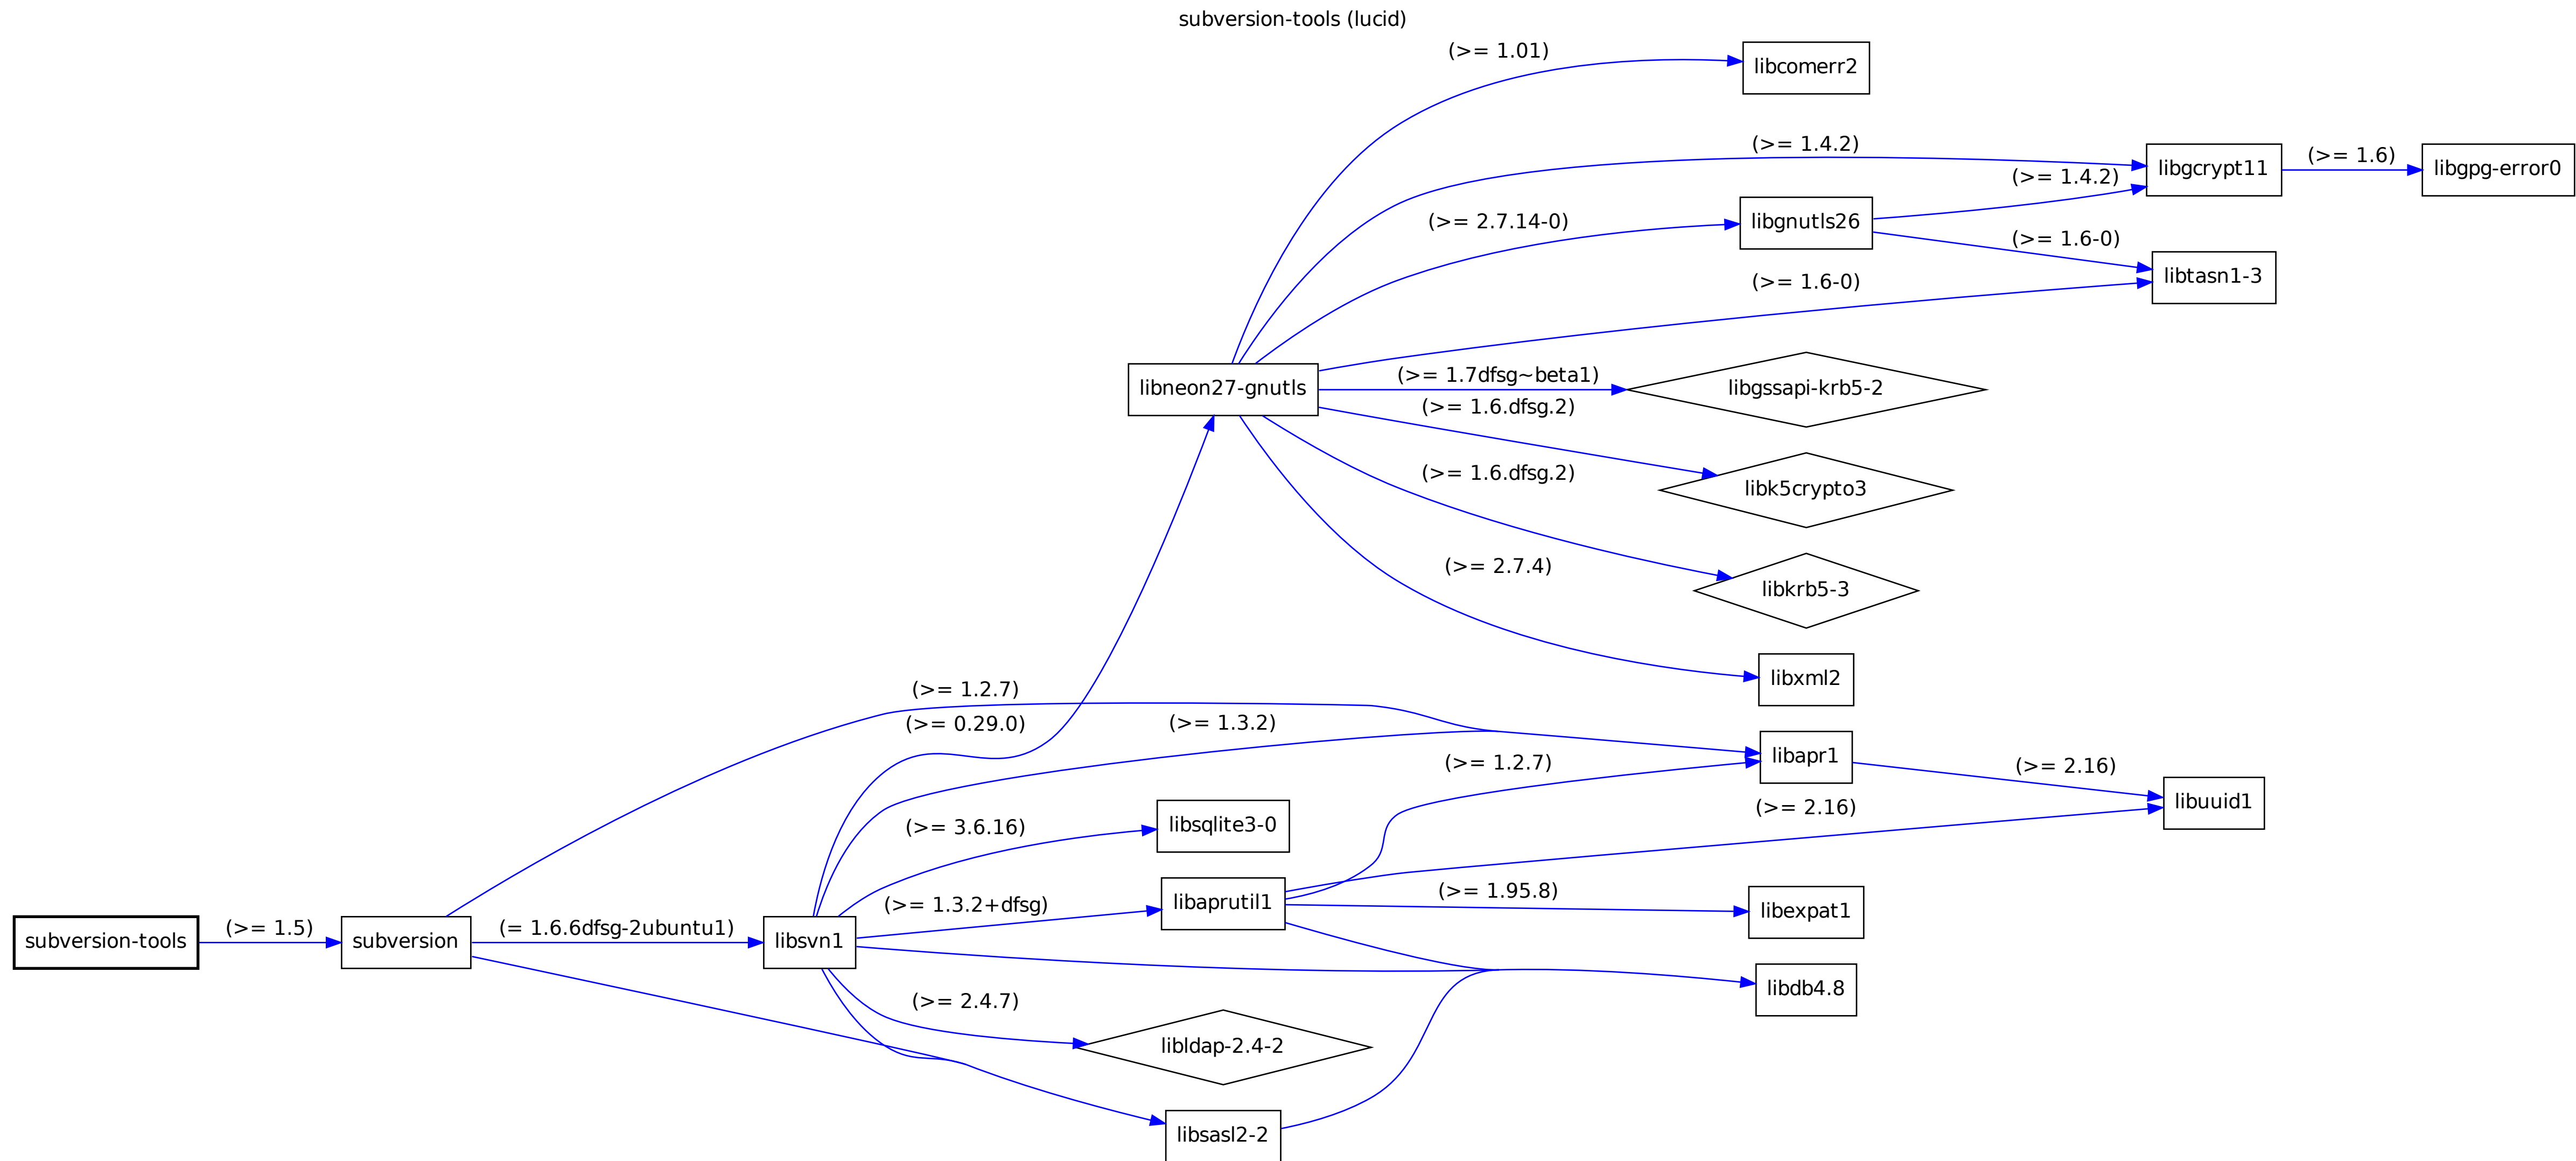 subversion-tools (lucid)
(>= 1.01)
libcomerr2
(>= 1.4.2)
libgcrypt11
(>= 1.6)
libgpg-error0
(>= 1.4.2)
(>= 2.7.14-0)
libgnutls26
(>= 1.6-0)
libtasn1-3
(>= 1.6-0)
libneon27-gnutls
(>= 1.7dfsg~beta1)
libgssapi-krb5-2
(>= 1.6.dfsg.2)
(>= 1.6.dfsg.2)
libk5crypto3
(>= 2.7.4)
libkrb5-3
libxml2
(>= 1.2.7)
(>= 0.29.0)
(>= 1.3.2)
(>= 1.2.7)
libapr1
(>= 2.16)
(>= 2.16)
libuuid1
(>= 3.6.16)
libsqlite3-0
(>= 1.3.2+dfsg)
libaprutil1
(>= 1.95.8)
libexpat1
subversion-tools
(>= 1.5)
subversion
(= 1.6.6dfsg-2ubuntu1)
libsvn1
libdb4.8
(>= 2.4.7)
libldap-2.4-2
libsasl2-2